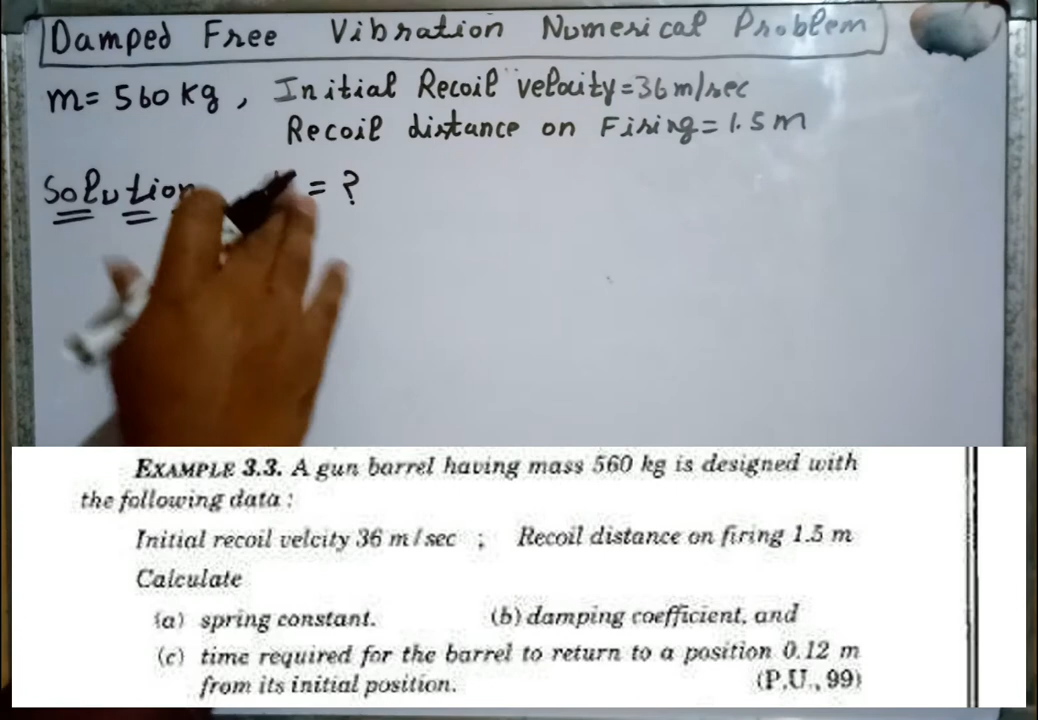 Damped Free Vibration Numerical Problem
m= 560 kg , Initial Recoil velocity=36m/sec
Recoil distance on Firing= 1.5 m
Solution = ?
EXAMPLE 3.3. A gun barrel having mass 560 kg is designed with
the following data :
Initial recoil velcity 36 m/sec ; Recoil distance on firing 1.5 m
Calculate
(a) spring constant. (b) damping coefficient, and
(c) time required for the barrel to return to a position 0.12 m
from its initial position. (P.U., 99)